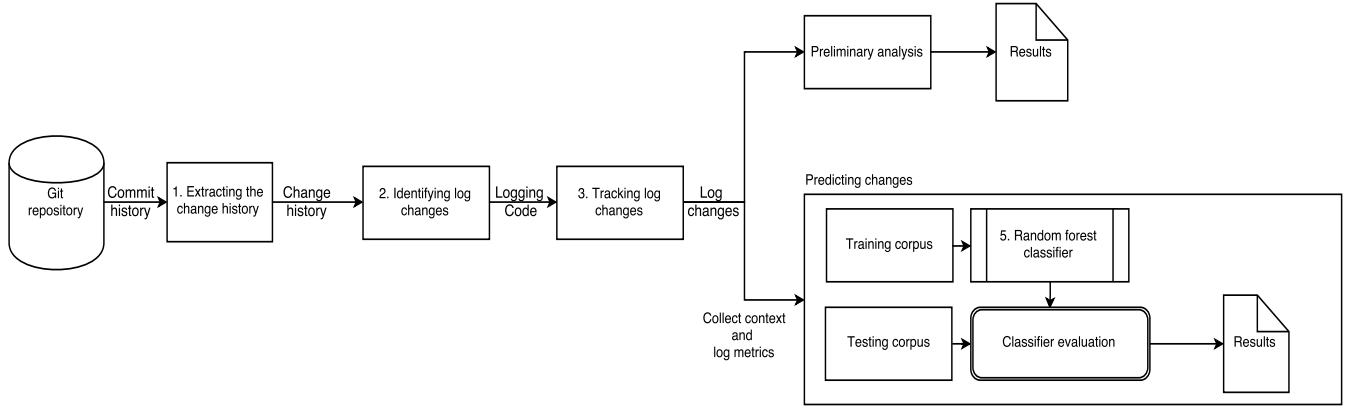 Git
repository
Commit
history
1. Extracting the
change history
Change
history
2. Identifying log
changes
Logging
Code
3. Tracking log
changes
Log
changes
Preliminary analysis
Results
Collect context
and
log metrics
Predicting changes
Training corpus
5. Random forest
classifier
Testing corpus
Classifier evaluation
Results